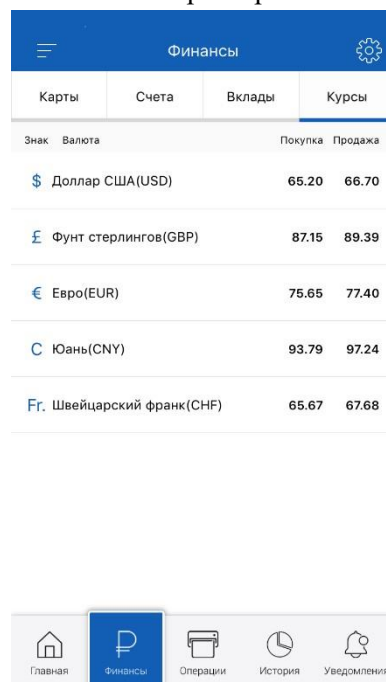 Финансы
Карты Счета Вклады Курсы
Знак Валюта Покупка Продажа
$ Доллар США(USD) 65.20 66.70
£ Фунт стерлингов(GBP) 87.15 89.39
€ Евро(EUR) 75.65 77.40
C Юань(CNY) 93.79 97.24
Fr. Швейцарский франк(CHF) 65.67 67.68
Главная Финансы Операции История Уведомления